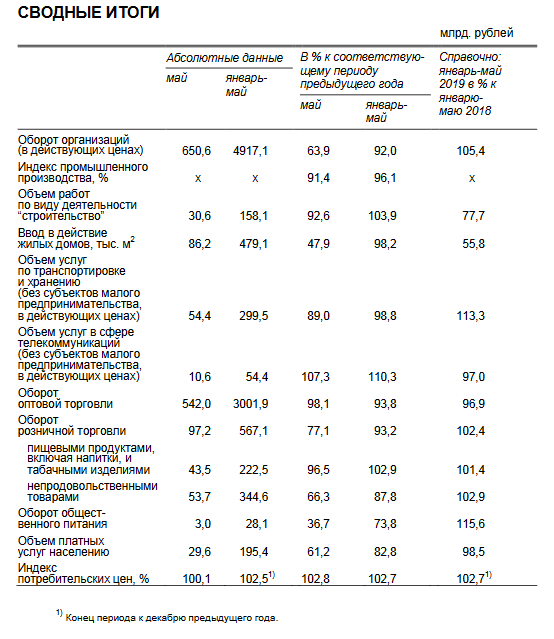 СВОДНЫЕ ИТОГИ
млрд. рублей
Абсолютные данные В % к соответствую-щему периоду предыдущего года Справочно: январь-май 2019 в % к январю-маю 2018
май январь-май май январь-май
Оборот организаций
(в действующих ценах) 650,6 4917,1 63,9 92,0 105,4
Индекс промышленного
производства, % х х 91,4 96,1 х
Объем работ
по виду деятельности
“строительство” 30,6 158,1 92,6 103,9 77,7
Ввод в действие
жилых домов, тыс. м2 86,2 479,1 47,9 98,2 55,8
Объем услуг
по транспортировке
и хранению
(без субъектов малого
предпринимательства,
в действующих ценах) 54,4 299,5 89,0 98,8 113,3
Объем услуг в сфере
телекоммуникаций
(без субъектов малого
предпринимательства,
в действующих ценах) 10,6 54,4 107,3 110,3 97,0
Оборот
оптовой торговли 542,0 3001,9 98,1 93,8 96,9
Оборот
розничной торговли 97,2 567,1 77,1 93,2 102,4
пищевыми продуктами,
включая напитки, и
табачными изделиями 43,5 222,5 96,5 102,9 101,4
непродовольственными
товарами 53,7 344,6 66,3 87,8 102,9
Оборот общест-
венного питания 3,0 28,1 36,7 73,8 115,6
Объем платных
услуг населению 29,6 195,4 61,2 82,8 98,5
Индекс
потребительских цен, % 100,1 102,5 1) 102,8 102,7 102,7 1)
1) Конец периода к декабрю предыдущего года.